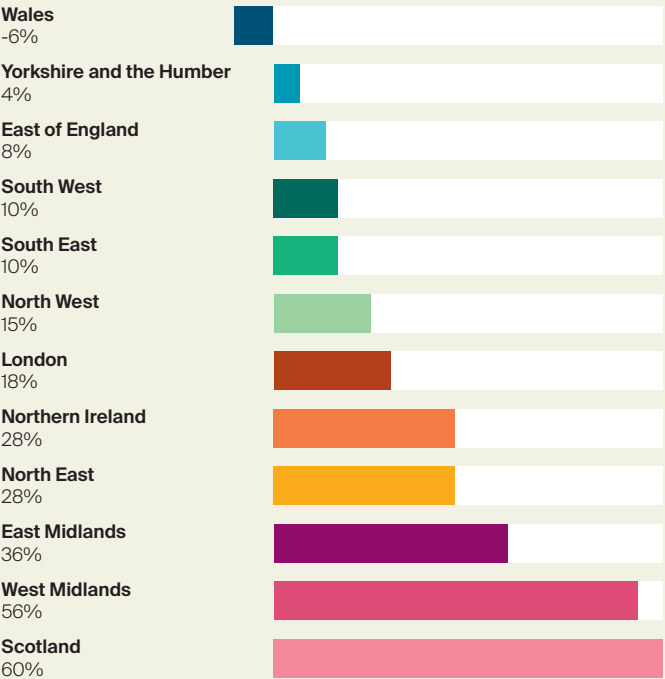 Wales
-6%
Yorkshire and the Humber
4%
East of England
8%
South West
10%
South East
10%
North West
15%
London
18%
Northern Ireland
28%
North East
28%
East Midlands
36%
West Midlands
56%
Scotland
60%